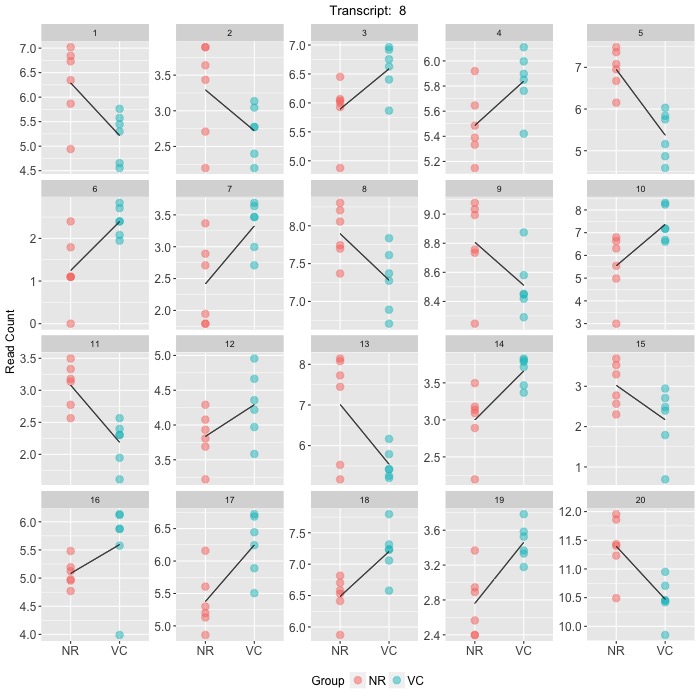 Transcript: 8
1 2 3 4 5
7.0 6.5 6.0 5.5 5.0 4.5
3.5 3.0 2.5
7.0 6.5 6.0 5.5 5.0
6.0 5.8 5.6 5.4 5.2
7 6 5
6 7 8 9 10
2 1 0
3.5 3.0 2.5 2.0
8.0 7.5 7.0
9.0 8.8 8.6 8.4
8 7 6 5 4 3
Read Count
11 12 13 14 15
3.5 3.0 2.5 2.0
5.0 4.5 4.0 3.5
8 7 6
3.5 3.0 2.5
3 2 1
16 17 18 19 20
6.0 5.5 5.0 4.5 4.0
6.5 6.0 5.5 5.0
7.5 7.0 6.5 6.0
3.6 3.2 2.8 2.4
12.0 11.5 11.0 10.5 10.0
NR VC NR VC NR VC NR VC NR VC
Group NR VC